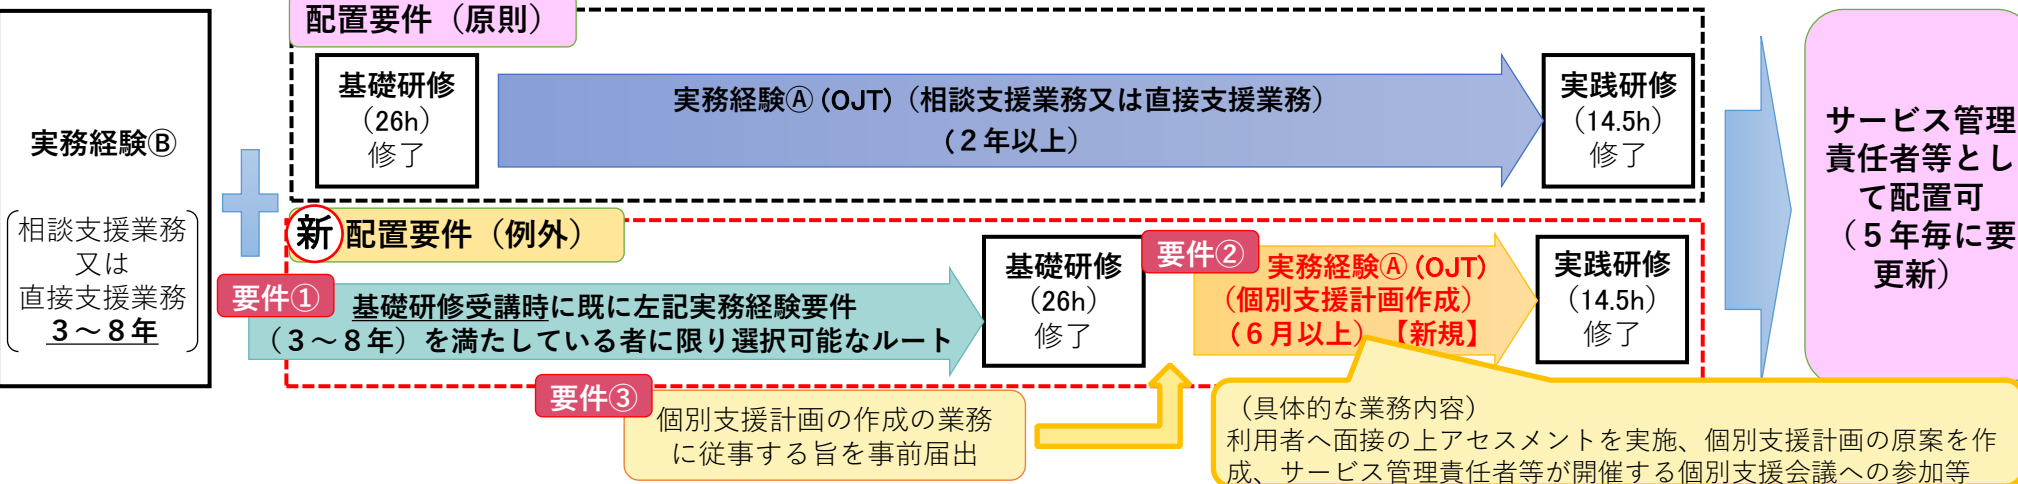 実務経験Ⓑ
相談支援業務
又は
直接支援業務
３～８年
配置要件（原則）
基礎研修
（26h）
修了
実務経験Ⓐ（OJT）（相談支援業務又は直接支援業務）
（２年以上）
実践研修
（14.5h）
修了
新 配置要件（例外）
要件①
基礎研修受講時に既に左記実務経験要件
（３～８年）を満たしている者に限り選択可能なルート
基礎研修
（26h）
修了
要件②
実務経験Ⓐ（OJT）
（個別支援計画作成）
（６月以上）【新規】
実践研修
（14.5h）
修了
要件③
個別支援計画の作成の業務
に従事する旨を事前届出
（具体的な業務内容）
利用者へ面接の上アセスメントを実施、個別支援計画の原案を作
成、サービス管理責任者等が開催する個別支援会議への参加等
サービス管理
責任者等とし
て配置可
（５年毎に要
更新）